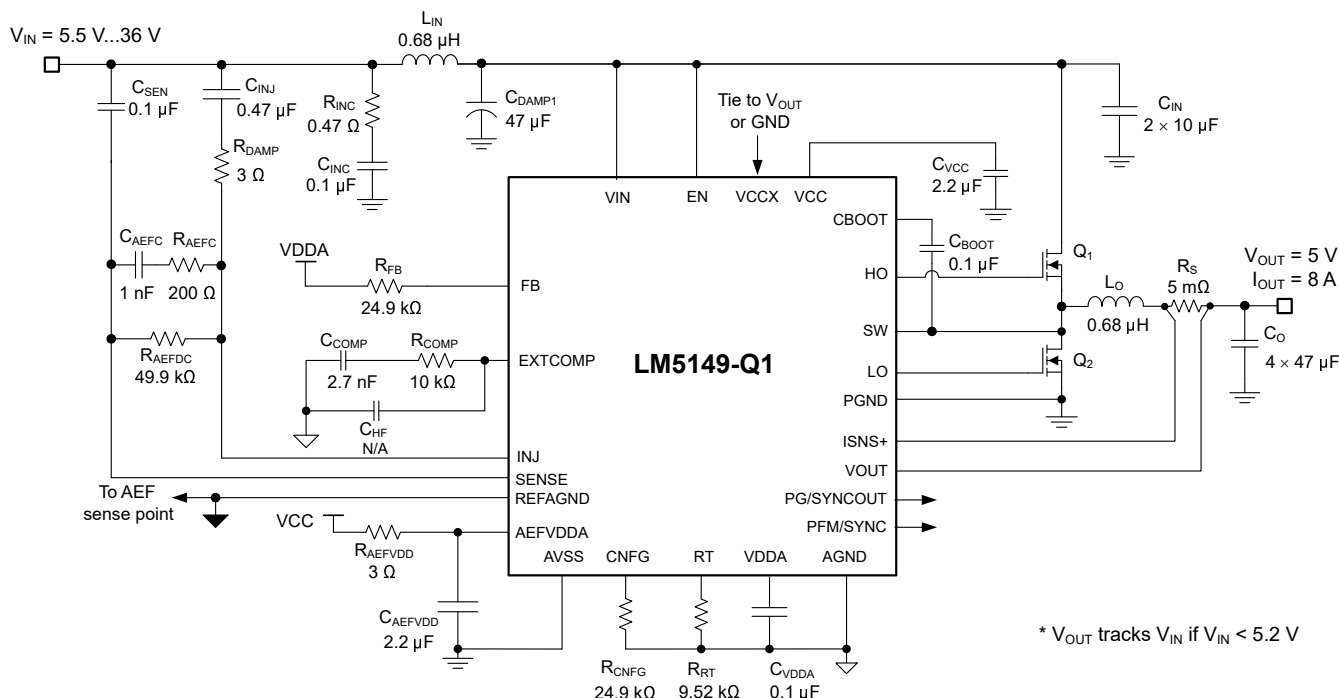 V_IN = 5.5 V...36 V
L_IN
0.68 µH
C_SEN
0.1 µF
C_INJ
0.47 µF
R_INC
0.47 Ω
C_INC
0.1 µF
C_DAMP1
47 µF
R_DAMP
3 Ω
Tie to V_OUT
or GND
C_IN
2 × 10 µF
C_VCC
2.2 µF
VIN
EN
VCCX
VCC
CBOOT
C_BOOT
0.1 µF
HO
Q_1
V_OUT = 5 V
I_OUT = 8 A
C_AEFC
1 nF
R_AEFC
200 Ω
VDDA
R_FB
24.9 kΩ
FB
SW
L_O
0.68 µH
R_S
5 mΩ
C_O
4 × 47 µF
R_AEFDC
49.9 kΩ
C_COMP
2.7 nF
R_COMP
10 kΩ
EXTCOMP
LM5149-Q1
LO
Q_2
PGND
C_HF
N/A
INJ
ISNS+
SENSE
VOUT
To AEF
sense point
REFAGND
PG/SYNCOUT
VCC
AEFVDDA
PFM/SYNC
R_AEFVDD
3 Ω
AVSS
CNFG
RT
VDDA
AGND
C_AEFVDD
2.2 µF
* V_OUT tracks V_IN if V_IN < 5.2 V
R_CNFG
24.9 kΩ
R_RT
9.52 kΩ
C_VDDA
0.1 µF